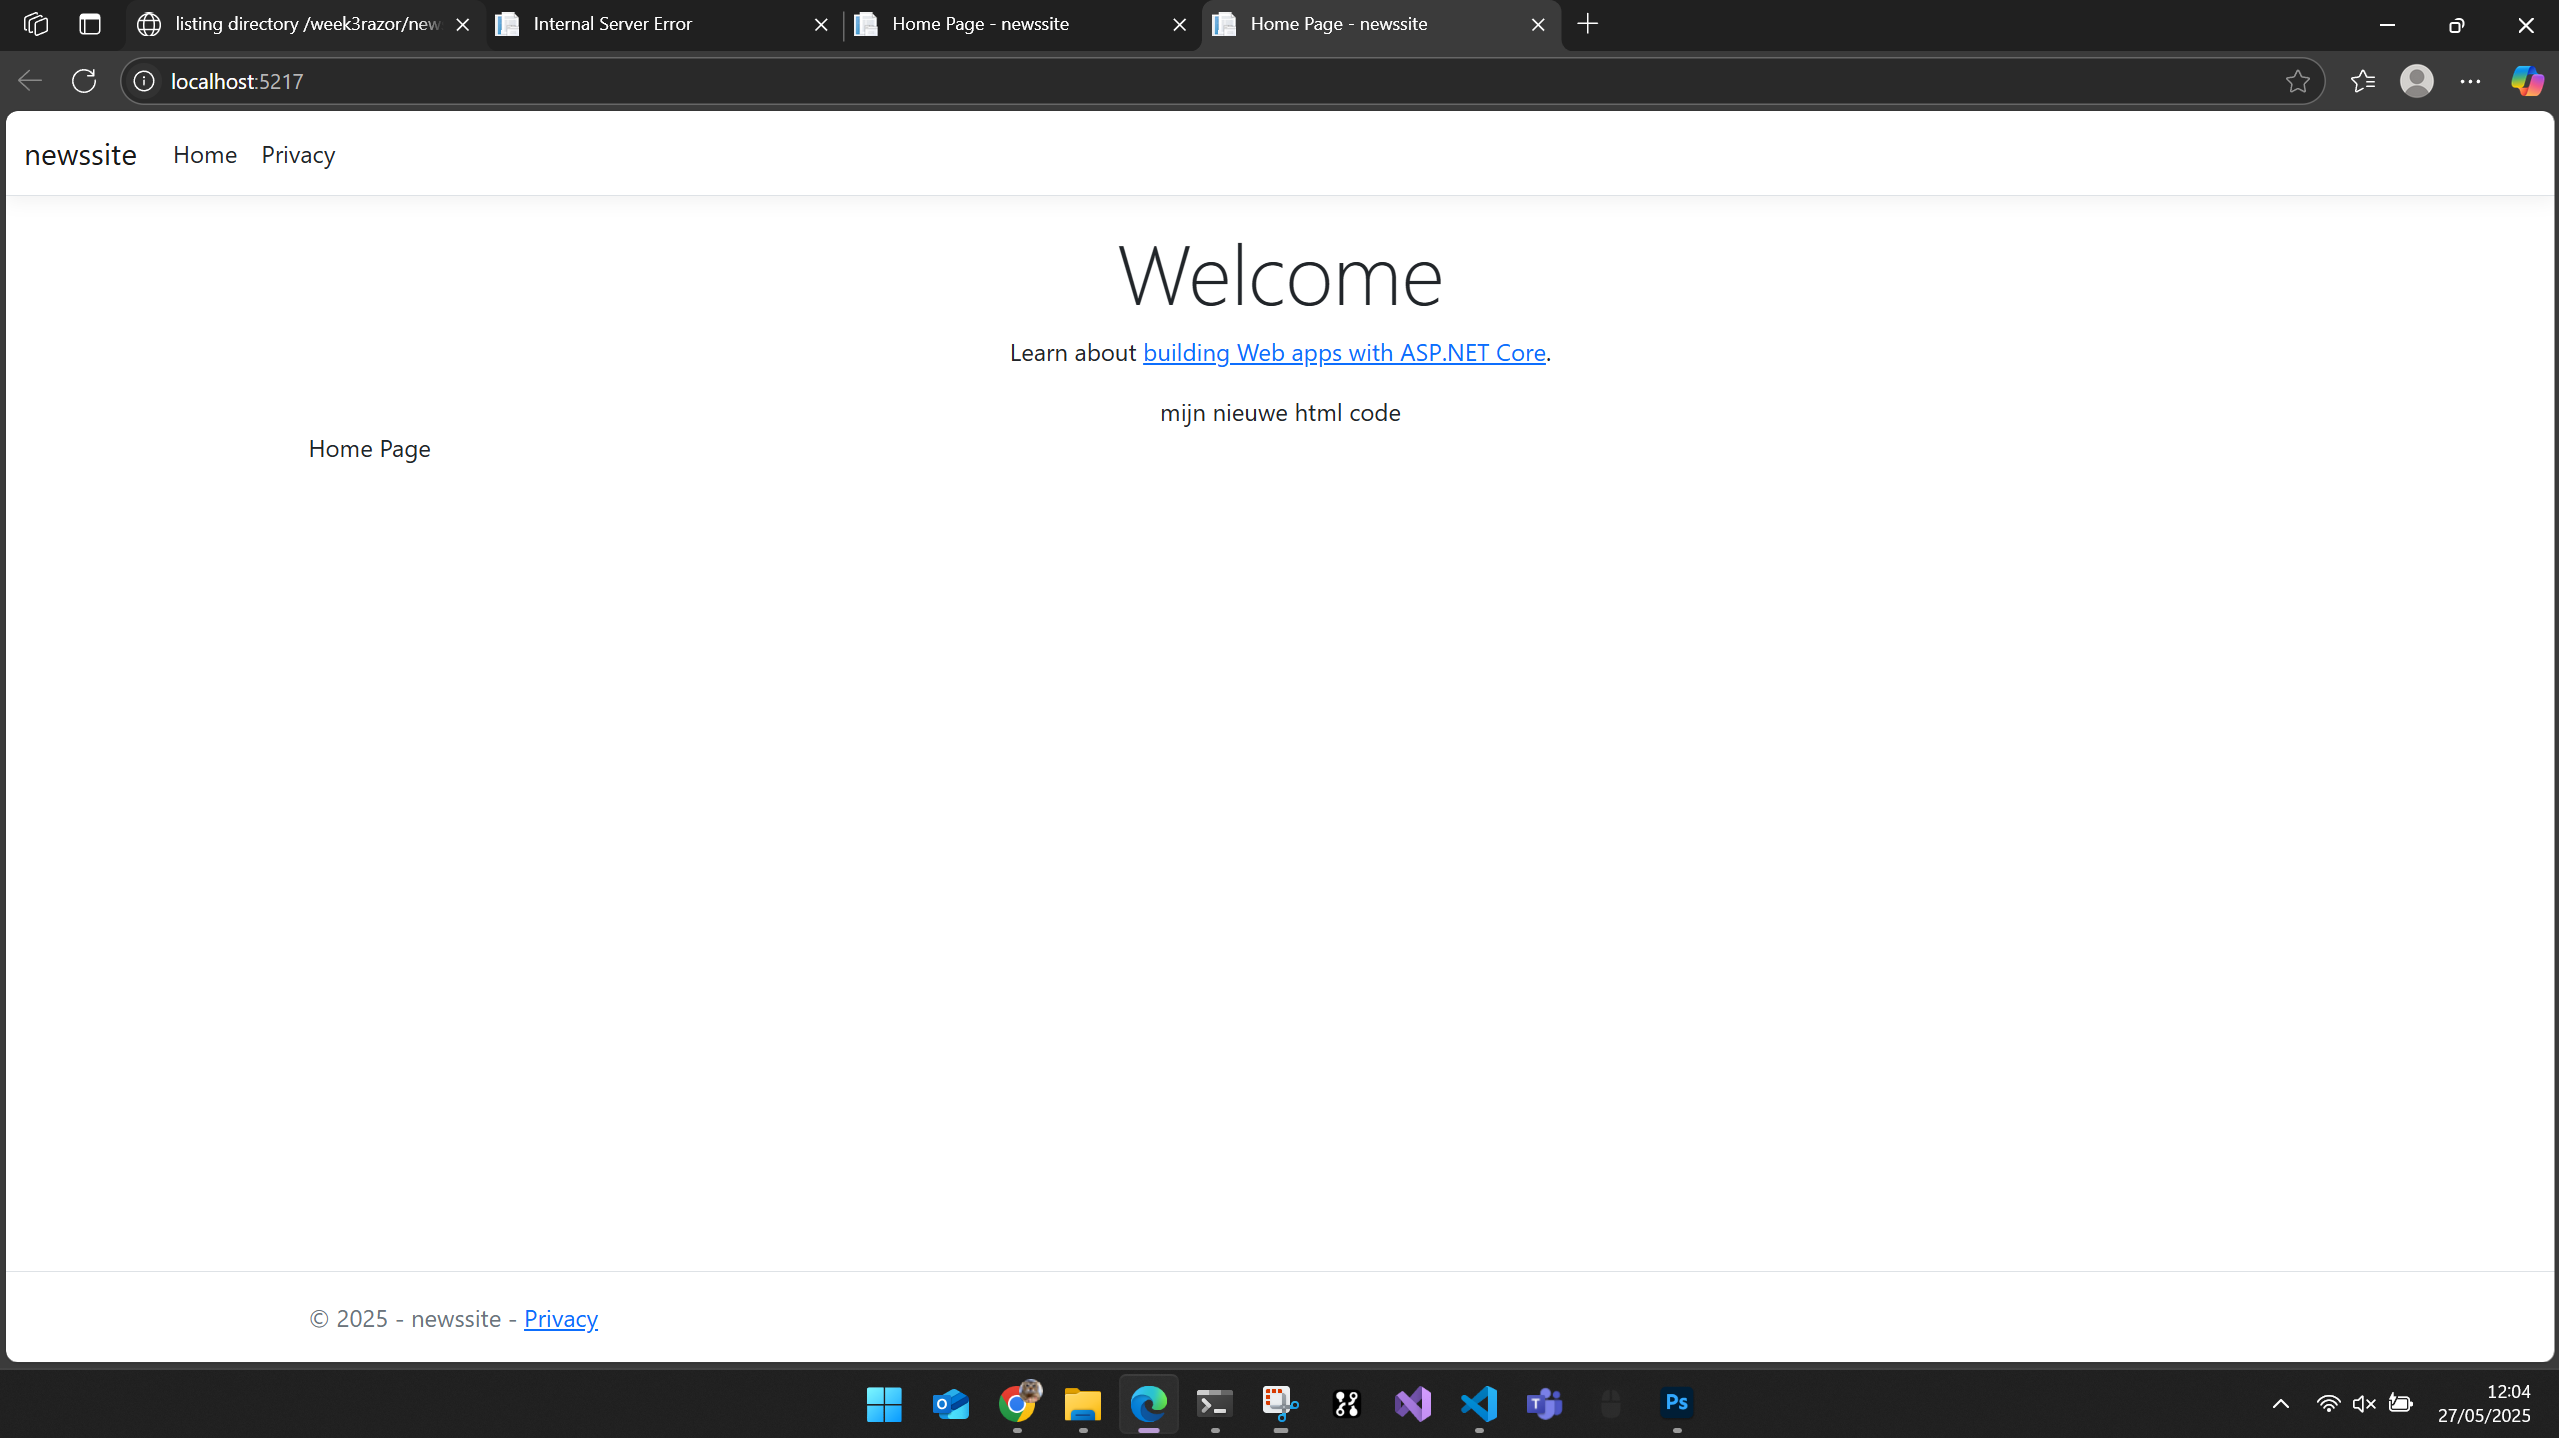 listing directory /week3razor/new
Internal Server Error
Home Page - newssite
Home Page - newssite
localhost:5217
newssite Home Privacy
Welcome
Learn about building Web apps with ASP.NET Core.
mijn nieuwe html code
Home Page
© 2025 - newssite - Privacy
12:04
27/05/2025